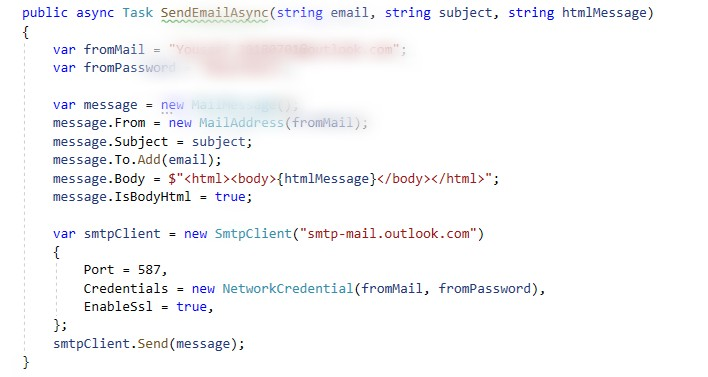 public async Task SendEmailAsync(string email, string subject, string htmlMessage)
{
    var fromMail = "outlook.com";
    var fromPassword

    var message = new MailMessage();
    message.From = new MailAddress(fromMail);
    message.Subject = subject;
    message.To.Add(email);
    message.Body = $"<html><body>{htmlMessage}</body></html>";
    message.IsBodyHtml = true;

    var smtpClient = new SmtpClient("smtp-mail.outlook.com")
    {
        Port = 587,
        Credentials = new NetworkCredential(fromMail, fromPassword),
        EnableSsl = true,
    };
    smtpClient.Send(message);
}